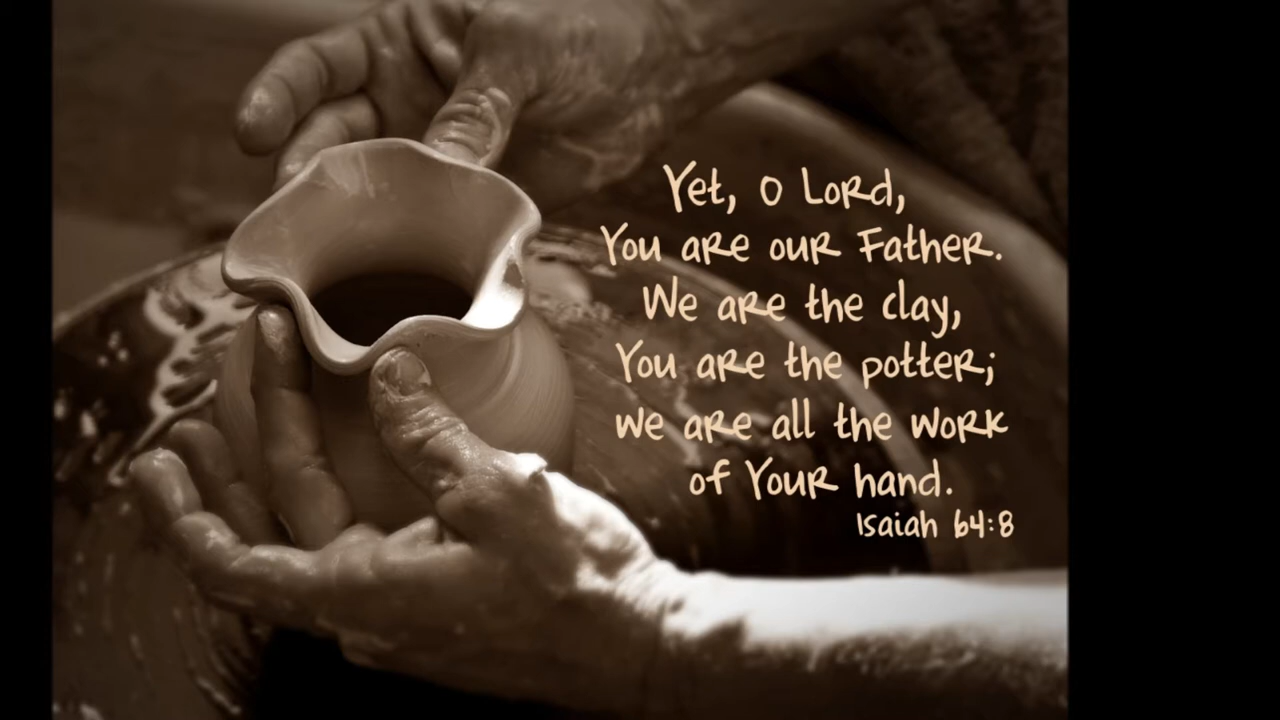 Yet, O Lord,
You are our Father.
We are the clay,
You are the potter;
we are all the work
of Your hand.
Isaiah 64:8